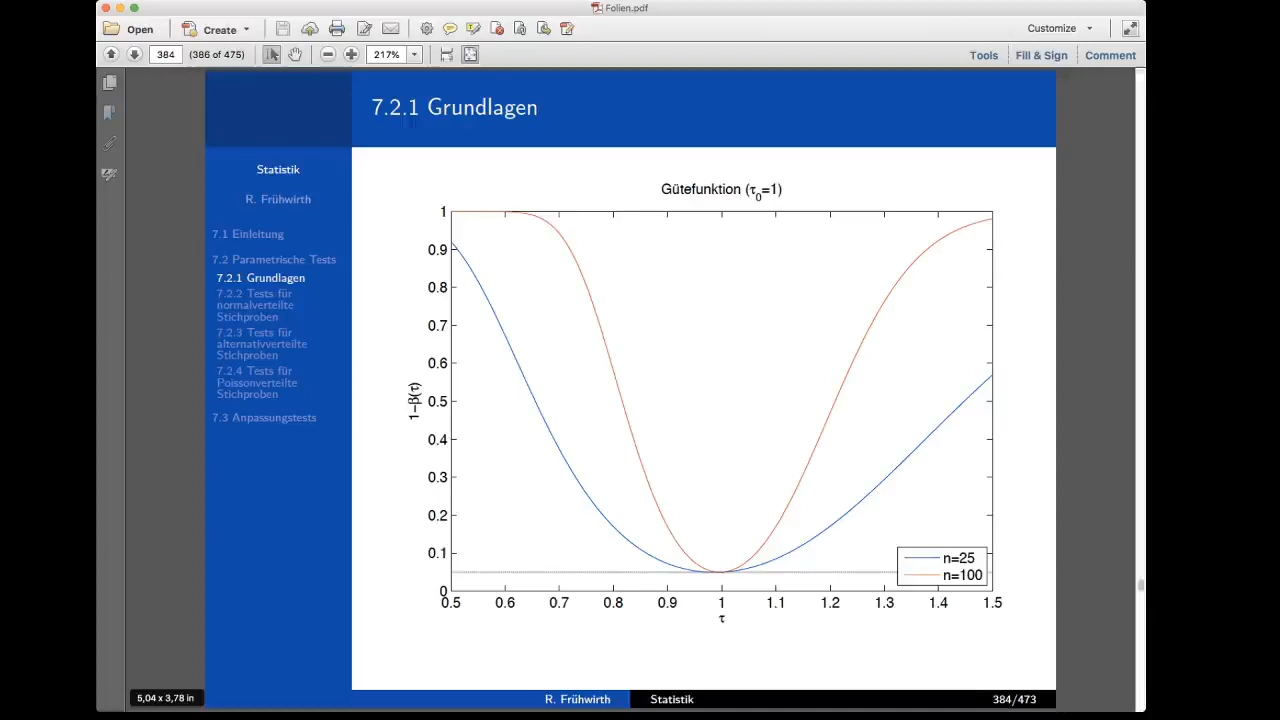 Folien.pdf
Open
Create
Customize
384
(386 of 475)
217%
Tools
Fill & Sign
Comment
7.2.1 Grundlagen
Statistik
R. Frühwirth
7.1 Einleitung
7.2 Parametrische Tests
7.2.1 Grundlagen
7.2.2 Tests für
normalverteilte
Stichproben
7.2.3 Tests für
alternativverteilte
Stichproben
7.2.4 Tests für
Poissonverteilte
Stichproben
7.3 Anpassungstests
Gütefunktion (τ₀=1)
1
0.9
0.8
0.7
0.6
0.5
0.4
0.3
0.2
0.1
0
1−β(τ)
n=25
n=100
0.5 0.6 0.7 0.8 0.9 1 1.1 1.2 1.3 1.4 1.5
τ
5,04 x 3,78 in
R. Frühwirth
Statistik
384/473